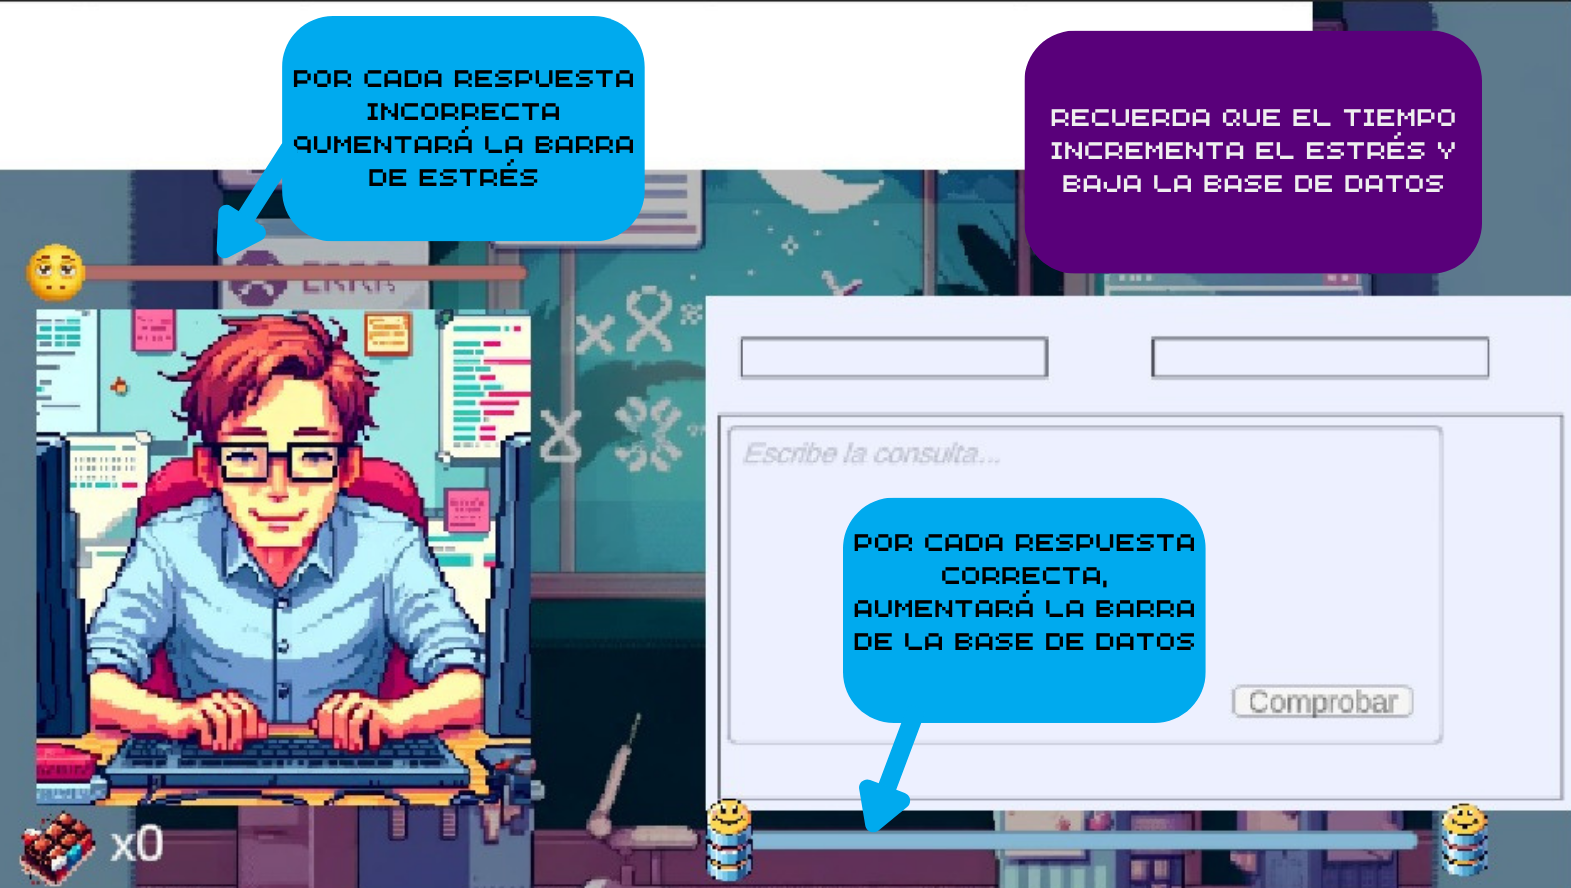 POR CADA RESPUESTA
INCORRECTA
AUMENTARÁ LA BARRA
DE ESTRÉS
RECUERDA QUE EL TIEMPO
INCREMENTA EL ESTRÉS Y
BAJA LA BASE DE DATOS
Escribe la consulta...
POR CADA RESPUESTA
CORRECTA,
AUMENTARÁ LA BARRA
DE LA BASE DE DATOS
Comprobar
x0